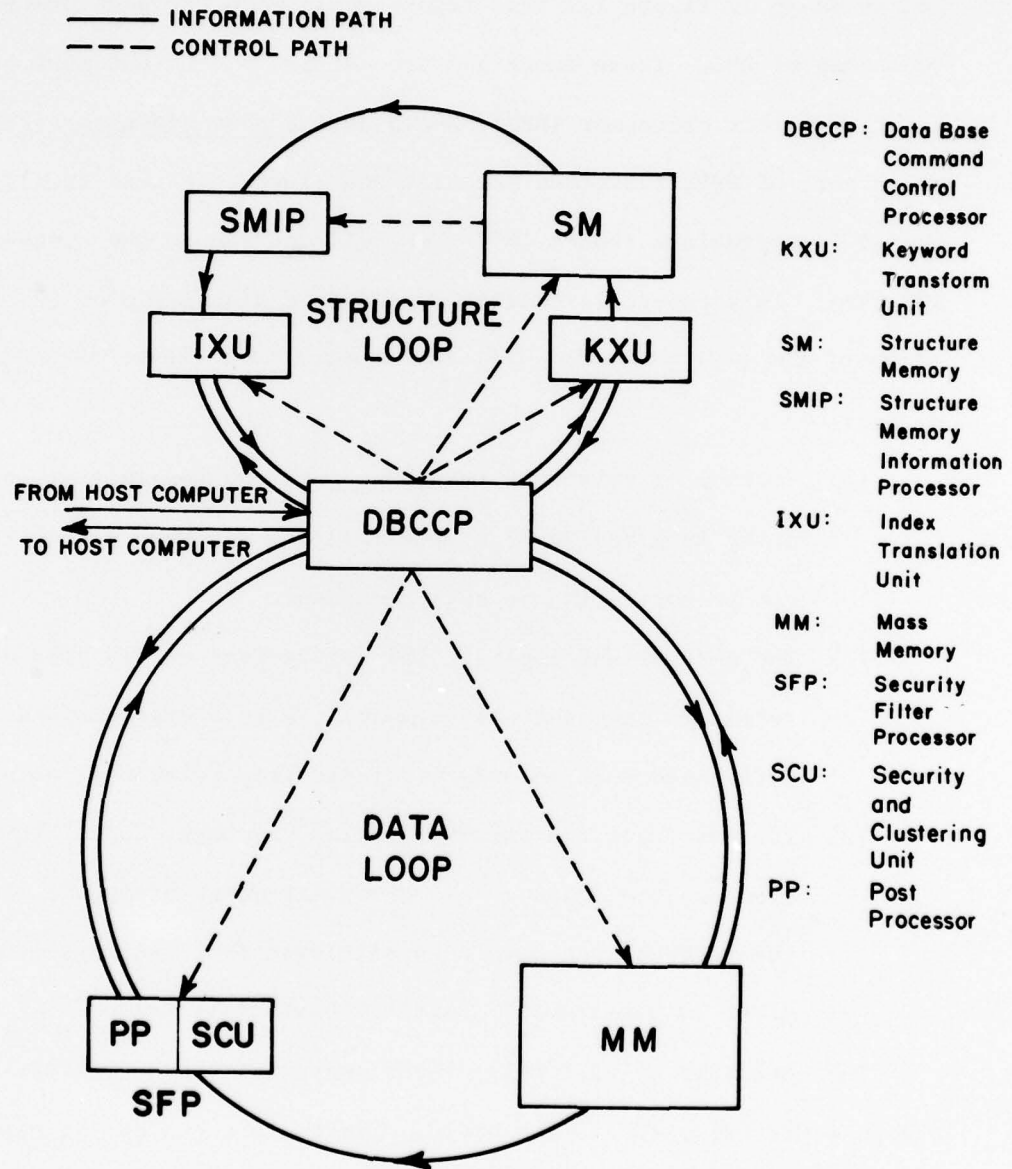 INFORMATION PATH
CONTROL PATH
SMIP
SM
STRUCTURE
LOOP
IXU
KXU
FROM HOST COMPUTER
TO HOST COMPUTER
DBCCP
DATA
LOOP
PP
SCU
SFP
MM
DBCCP: Data Base
Command
Control
Processor
KXU: Keyword
Transform
Unit
SM: Structure
Memory
SMIP: Structure
Memory
Information
Processor
IXU: Index
Translation
Unit
MM: Mass
Memory
SFP: Security
Filter
Processor
SCU: Security
and
Clustering
Unit
PP: Post
Processor